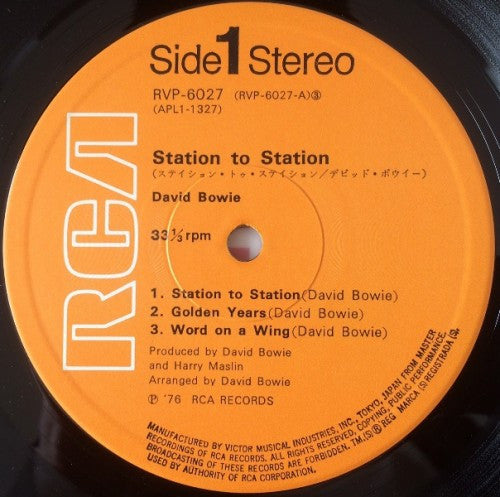 Side 1 Stereo
RVP-6027 (RVP-6027-A)③
(APL1-1327)
RCA
Station to Station
(ステイション・トゥ・ステイション/デビッド・ボウイー)
David Bowie
33 1/3 rpm
1. Station to Station (David Bowie)
2. Golden Years (David Bowie)
3. Word on a Wing (David Bowie)
Produced by David Bowie
and Harry Maslin
Arranged by David Bowie
Ⓟ '76 RCA RECORDS
MANUFACTURED BY VICTOR MUSICAL INDUSTRIES, INC. TOKYO, JAPAN FROM MASTER
RECORDINGS OF RCA RECORDS. ALL RIGHTS RESERVED, COPYING, PUBLIC PERFORMANCE,
BROADCASTING OF THESE RECORDS ARE FORBIDDEN. TM.(S)® REG MARCA (S) REGISTRADA (S),
USED BY AUTHORITY OF RCA CORPORATION.